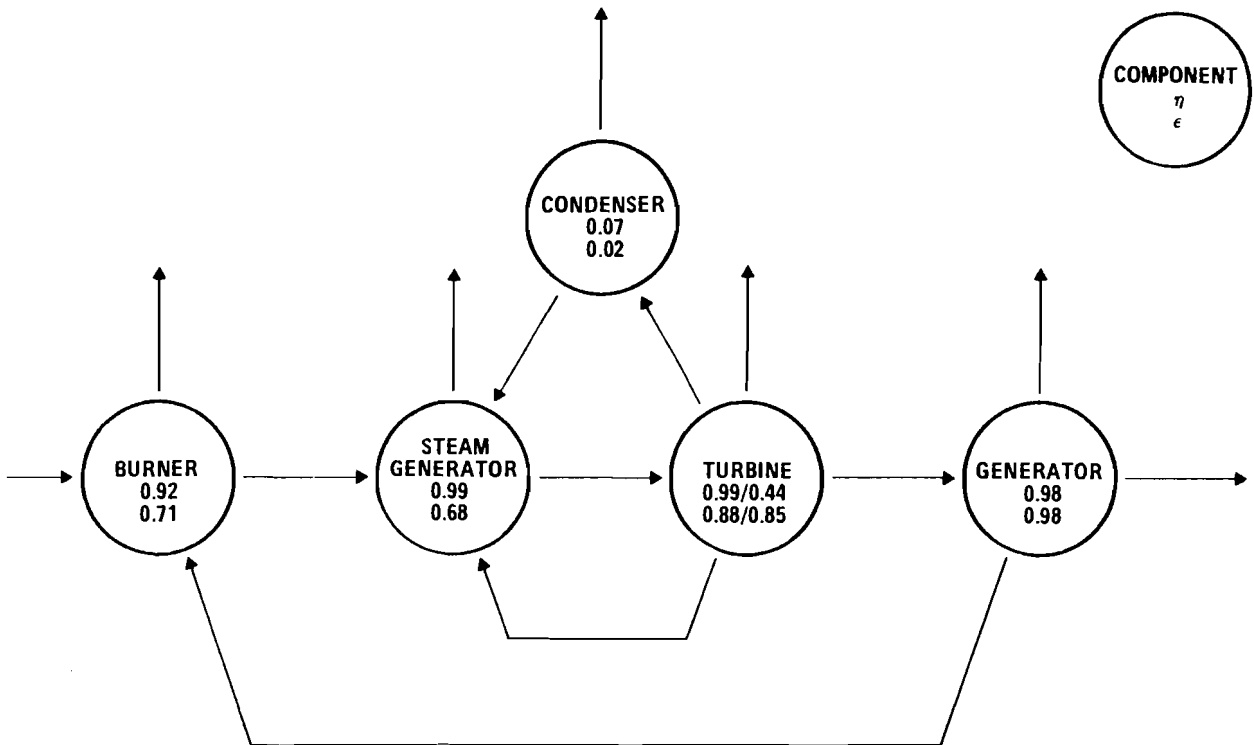 COMPONENT
η
ϵ
CONDENSER
0.07
0.02
BURNER
0.92
0.71
STEAM
GENERATOR
0.99
0.68
TURBINE
0.99/0.44
0.88/0.85
GENERATOR
0.98
0.98